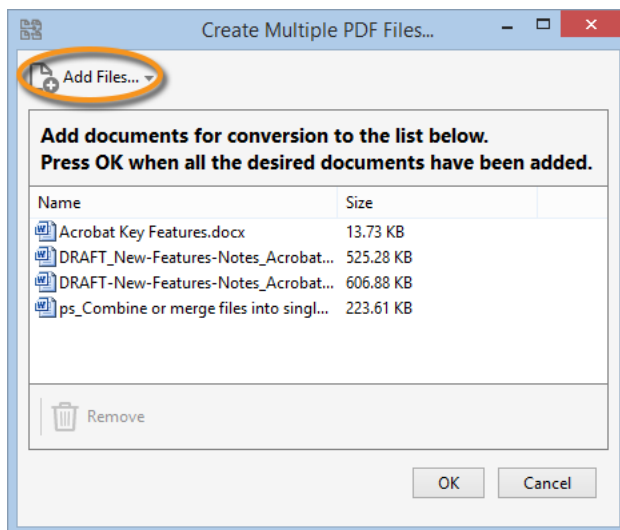 Create Multiple PDF Files...
Add Files...
Add documents for conversion to the list below.
Press OK when all the desired documents have been added.
Name Size
Acrobat Key Features.docx 13.73 KB
DRAFT_New-Features-Notes_Acrobat... 525.28 KB
DRAFT-New-Features-Notes_Acrobat... 606.88 KB
ps_Combine or merge files into singl... 223.61 KB
Remove
OK Cancel